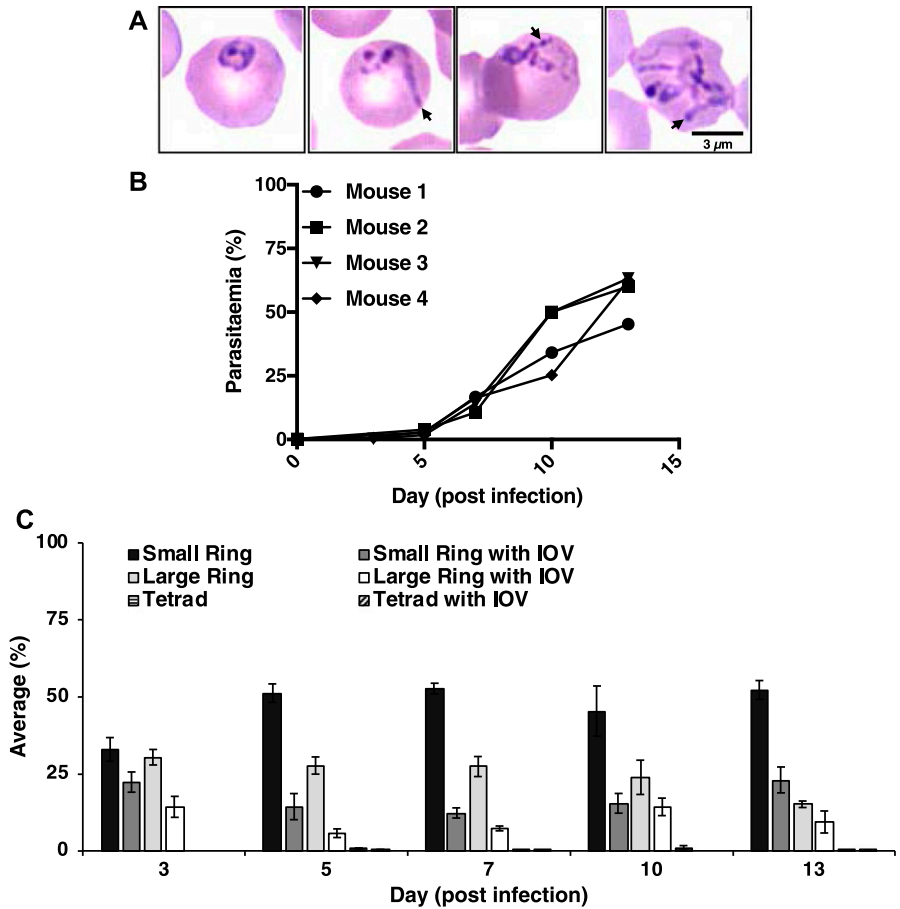 A
3 µm
B
100
75
50
25
0
Parasitaemia (%)
Mouse 1
Mouse 2
Mouse 3
Mouse 4
0 5 10 15
Day (post infection)
C
100
75
50
25
0
Average (%)
Small Ring Small Ring with IOV
Large Ring Large Ring with IOV
Tetrad Tetrad with IOV
3 5 7 10 13
Day (post infection)